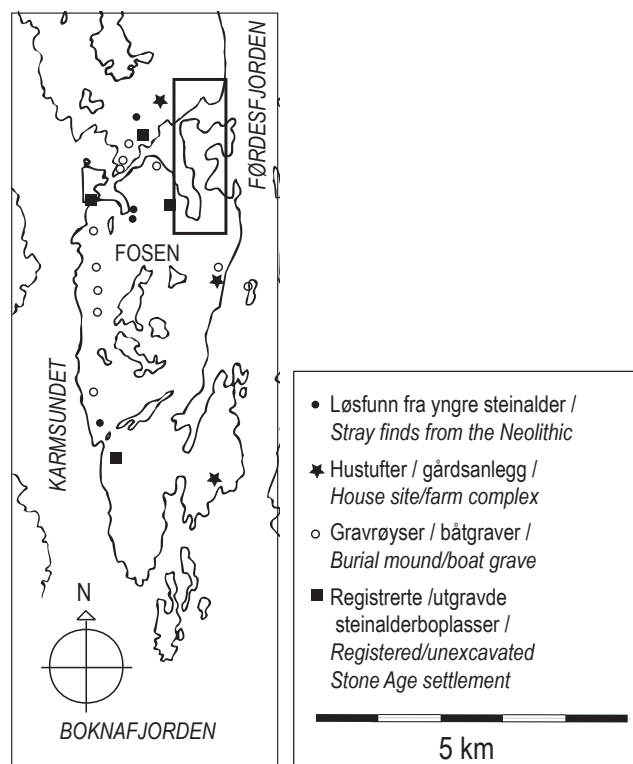 FØRDESFJORDEN
FOSEN
KARMSUNDET
N
BOKNAFJORDEN
Løsfunn fra yngre steinalder /
Stray finds from the Neolithic
Hustufter / gårdsanlegg /
House site/farm complex
Gravrøyser / båtgraver /
Burial mound/boat grave
Registrerte /utgravde
steinalderboplasser /
Registered/unexcavated
Stone Age settlement
5 km